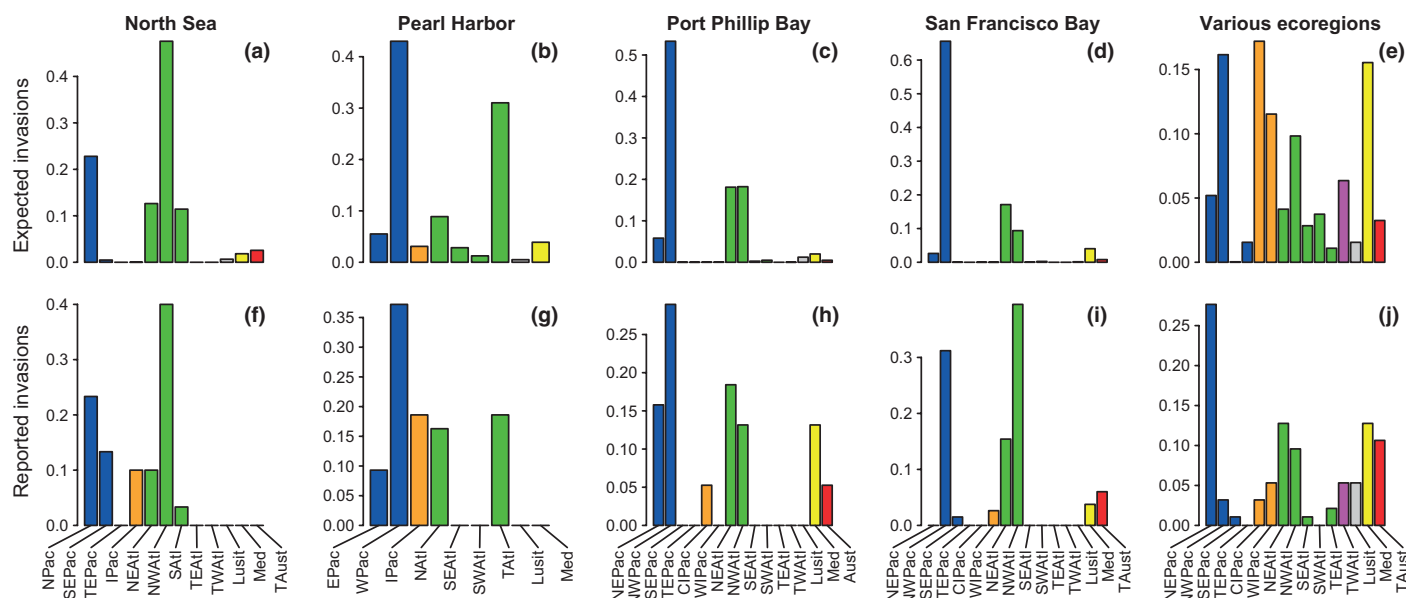 North Sea
Pearl Harbor
Port Phillip Bay
San Francisco Bay
Various ecoregions
Expected invasions
(a)
0.4
0.3
0.2
0.1
0.0
(b)
0.4
0.3
0.2
0.1
0.0
(c)
0.5
0.4
0.3
0.2
0.1
0.0
(d)
0.6
0.5
0.4
0.3
0.2
0.1
0.0
(e)
0.15
0.10
0.05
0.00
Reported invasions
(f)
0.4
0.3
0.2
0.1
0.0
(g)
0.35
0.30
0.25
0.20
0.15
0.10
0.05
0.00
(h)
0.25
0.20
0.15
0.10
0.05
0.00
(i)
0.3
0.2
0.1
0.0
(j)
0.25
0.20
0.15
0.10
0.05
0.00
NPac
SEPac
TEPac
IPac
NEAtl
NWAtl
SAtl
TEAtl
TWAtl
Lusit
Med
TAust
EPac
WPac
IPac
NAtl
SEAtl
SWAtl
TAtl
Lusit
Med
NEPac
NWPac
SEPac
TEPac
CIPac
WIPac
NEAtl
NWAtl
SEAtl
SWAtl
TEAtl
TWAtl
Lusit
Med
Aust
NEPac
NWPac
SEPac
TEPac
CIPac
WIPac
NEAtl
NWAtl
SEAtl
SWAtl
TEAtl
TWAtl
Lusit
Med
TAust
NEPac
NWPac
SEPac
TEPac
CIPac
WIPac
NEAtl
NWAtl
SEAtl
SWAtl
TEAtl
TWAtl
Lusit
Med
TAust